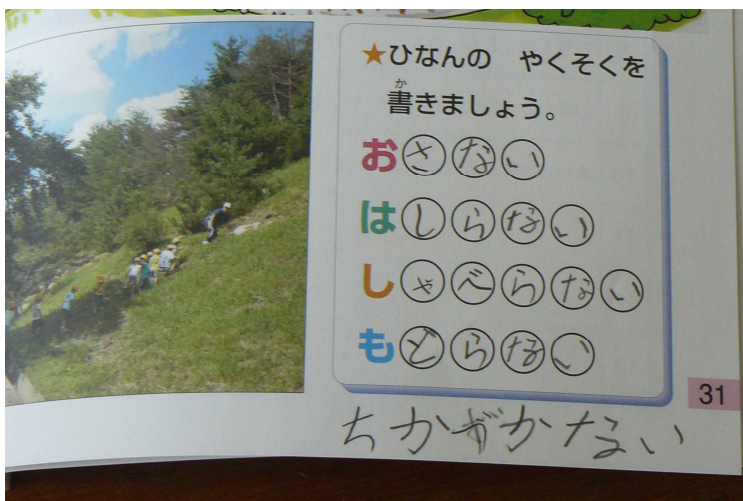 ★ひなんの やくそくを
書きましょう。
か
おさない
はしらない
しゃべらない
もどらない
31
ちかずかない